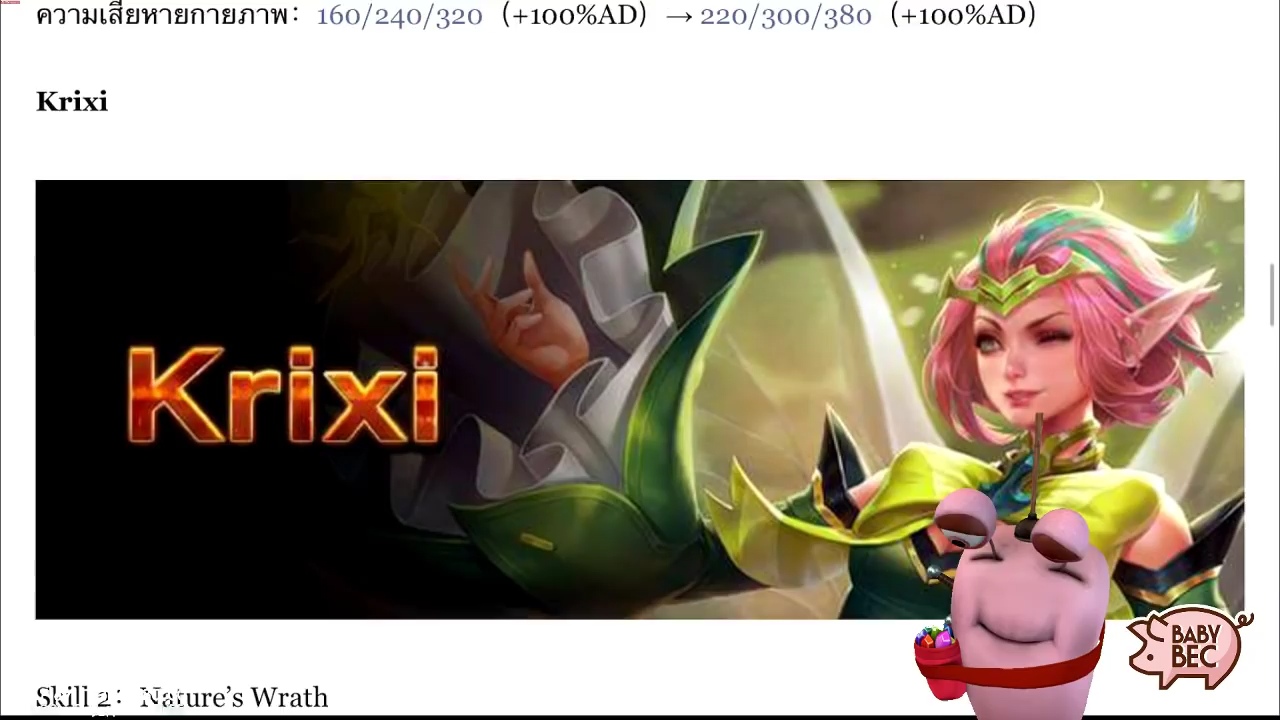 ความเสียหายกายภาพ: 160/240/320 (+100%AD) → 220/300/380 (+100%AD)
Krixi
Krixi
BABY
BEC
Skill 2: Nature's Wrath